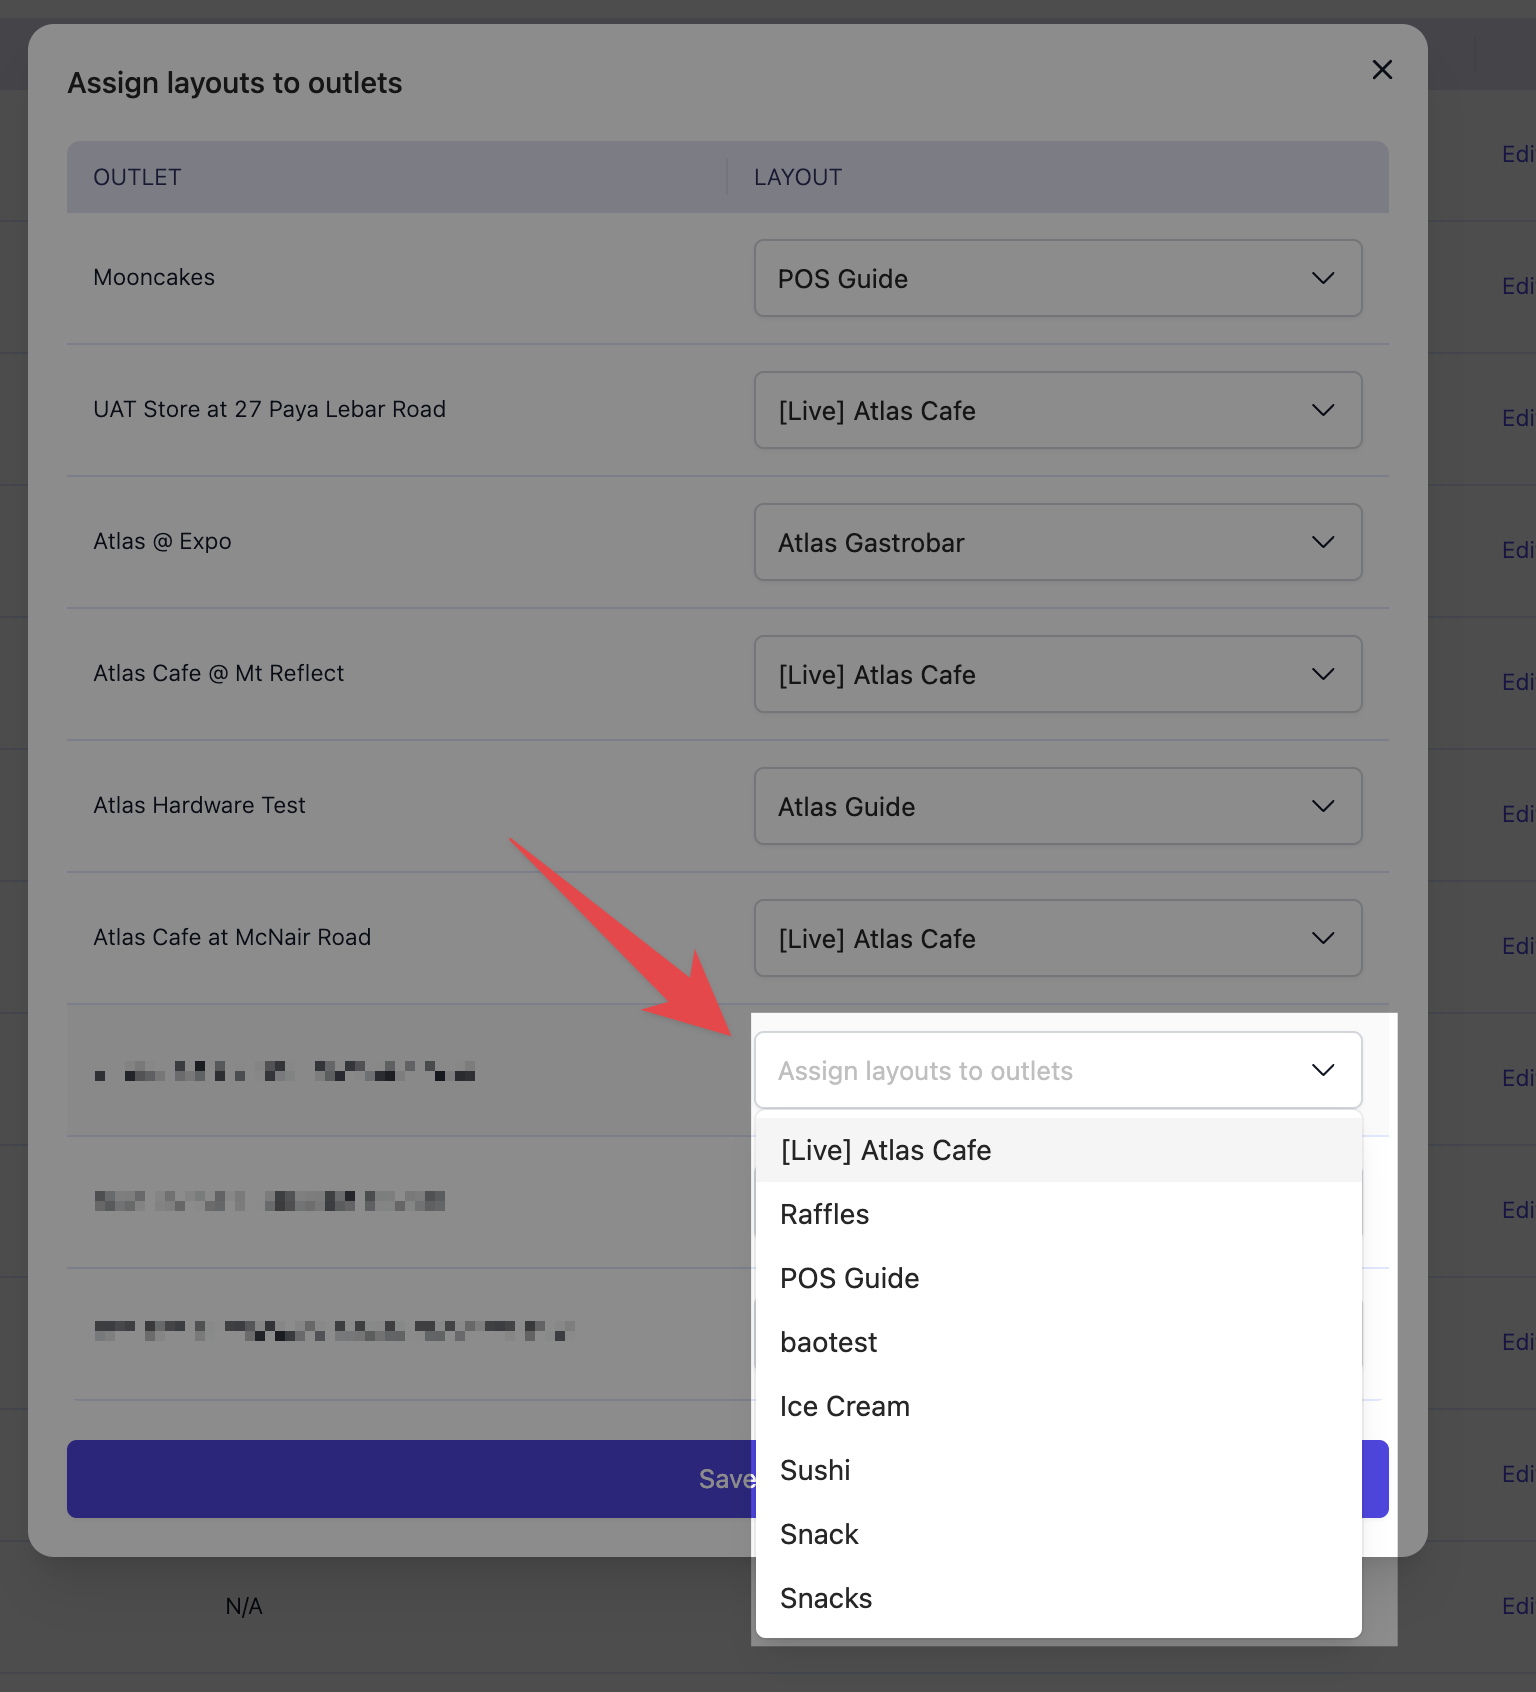 Assign layouts to outlets
OUTLET LAYOUT
Mooncakes POS Guide
UAT Store at 27 Paya Lebar Road [Live] Atlas Cafe
Atlas @ Expo Atlas Gastrobar
Atlas Cafe @ Mt Reflect [Live] Atlas Cafe
Atlas Hardware Test Atlas Guide
Atlas Cafe at McNair Road [Live] Atlas Cafe
Assign layouts to outlets
[Live] Atlas Cafe
Raffles
POS Guide
baotest
Ice Cream
Save
Sushi
Snack
Snacks
N/A
Edi
Edi
Edi
Edi
Edi
Edi
Edi
Edi
Edi
Edi
Edi
Edi